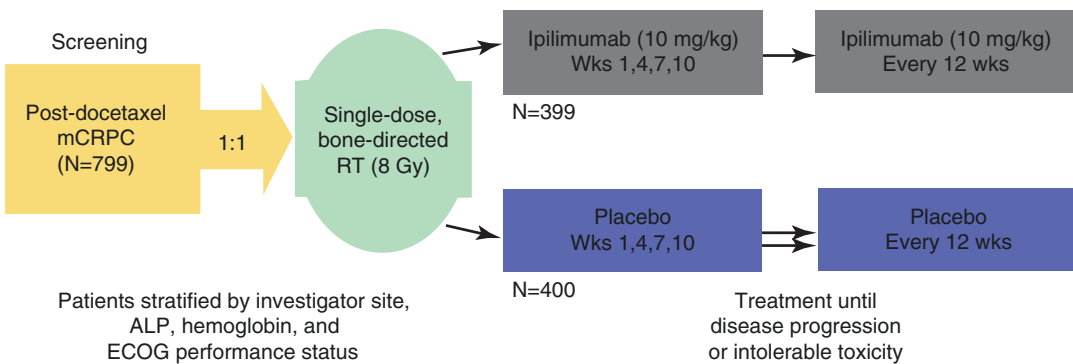 Screening
Post-docetaxel
mCRPC
(N=799)
1:1
Single-dose,
bone-directed
RT (8 Gy)
Ipilimumab (10 mg/kg)
Wks 1,4,7,10
N=399
Ipilimumab (10 mg/kg)
Every 12 wks
Placebo
Wks 1,4,7,10
N=400
Placebo
Every 12 wks
Patients stratified by investigator site,
ALP, hemoglobin, and
ECOG performance status
Treatment until
disease progression
or intolerable toxicity